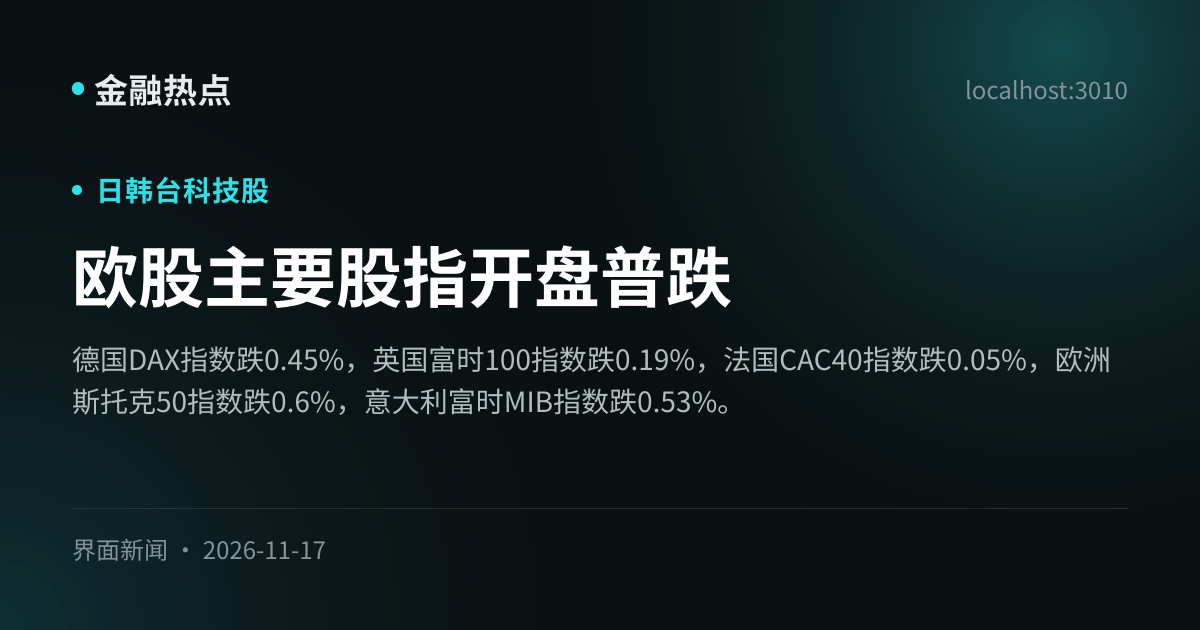 金融热点
localhost:3010
日韩台科技股
欧股主要股指开盘普跌
德国DAX指数跌0.45%，英国富时100指数跌0.19%，法国CAC40指数跌0.05%，欧洲
斯托克50指数跌0.6%，意大利富时MIB指数跌0.53%。
界面新闻 · 2026-11-17